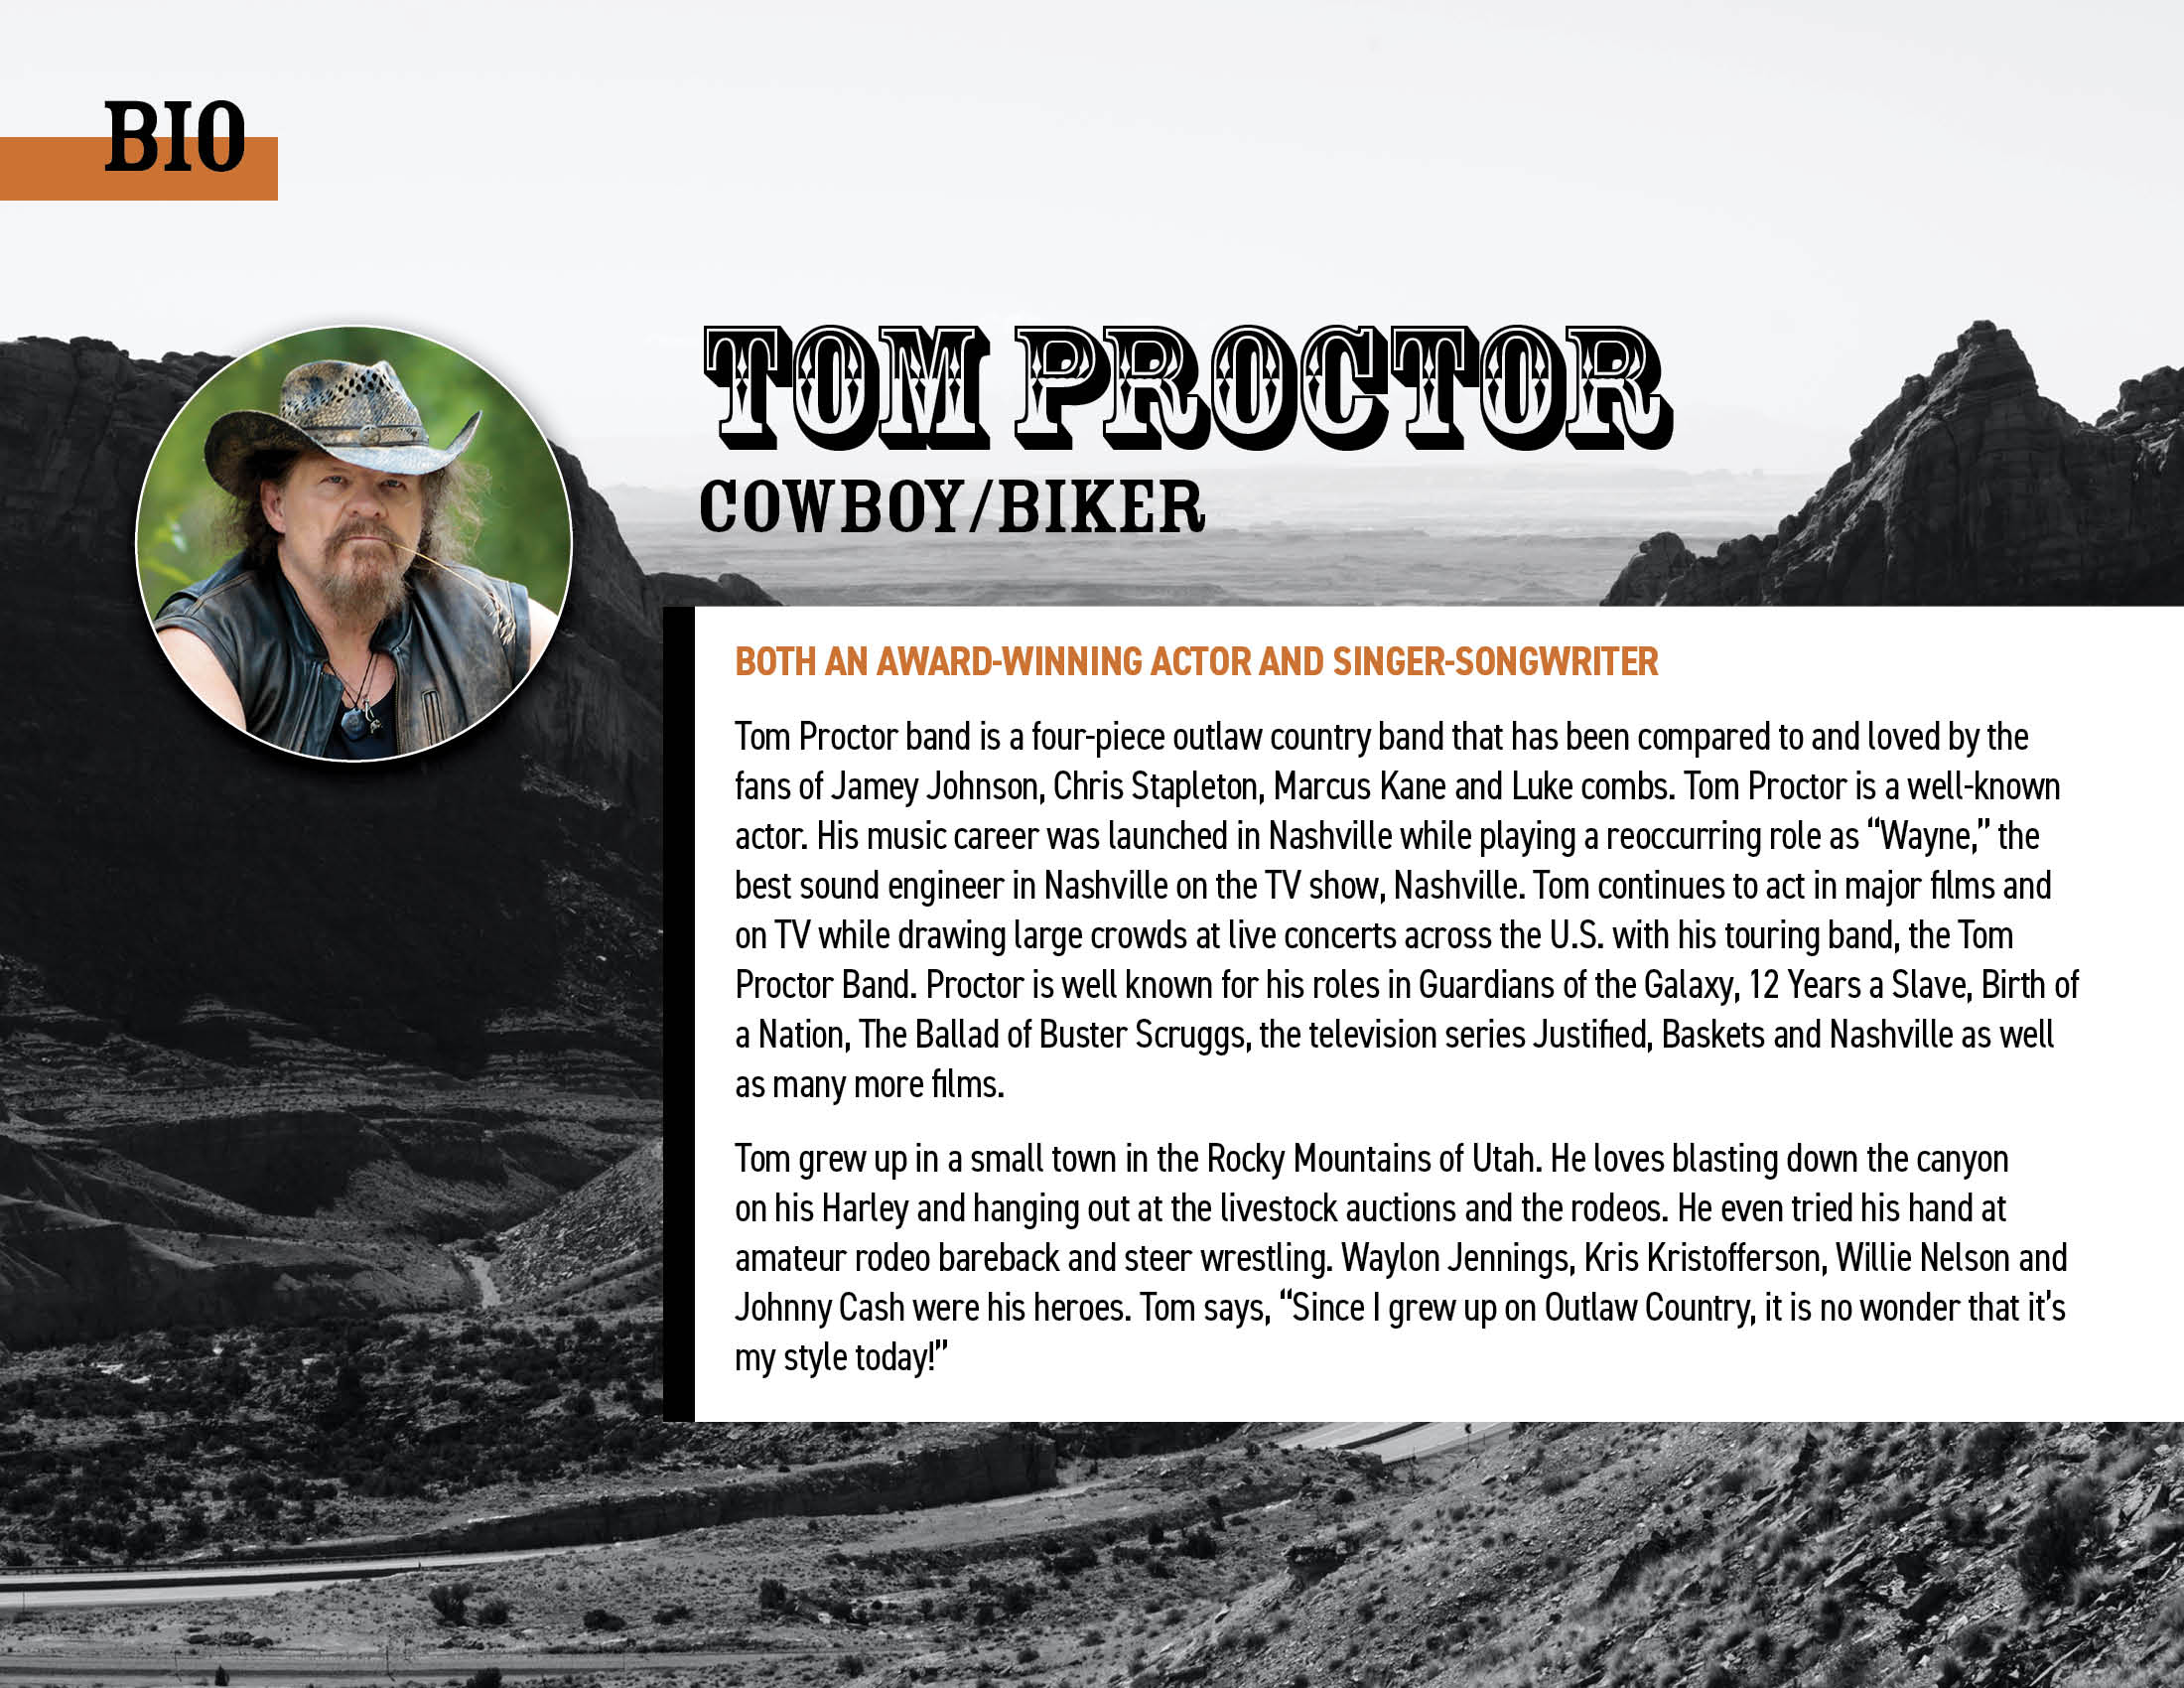 BIO
TOM PROCTOR
COWBOY/BIKER
BOTH AN AWARD-WINNING ACTOR AND SINGER-SONGWRITER
Tom Proctor band is a four-piece outlaw country band that has been compared to and loved by the
fans of Jamey Johnson, Chris Stapleton, Marcus Kane and Luke combs. Tom Proctor is a well-known
actor. His music career was launched in Nashville while playing a reoccurring role as “Wayne,” the
best sound engineer in Nashville on the TV show, Nashville. Tom continues to act in major films and
on TV while drawing large crowds at live concerts across the U.S. with his touring band, the Tom
Proctor Band. Proctor is well known for his roles in Guardians of the Galaxy, 12 Years a Slave, Birth of
a Nation, The Ballad of Buster Scruggs, the television series Justified, Baskets and Nashville as well
as many more films.
Tom grew up in a small town in the Rocky Mountains of Utah. He loves blasting down the canyon
on his Harley and hanging out at the livestock auctions and the rodeos. He even tried his hand at
amateur rodeo bareback and steer wrestling. Waylon Jennings, Kris Kristofferson, Willie Nelson and
Johnny Cash were his heroes. Tom says, “Since I grew up on Outlaw Country, it is no wonder that it’s
my style today!”